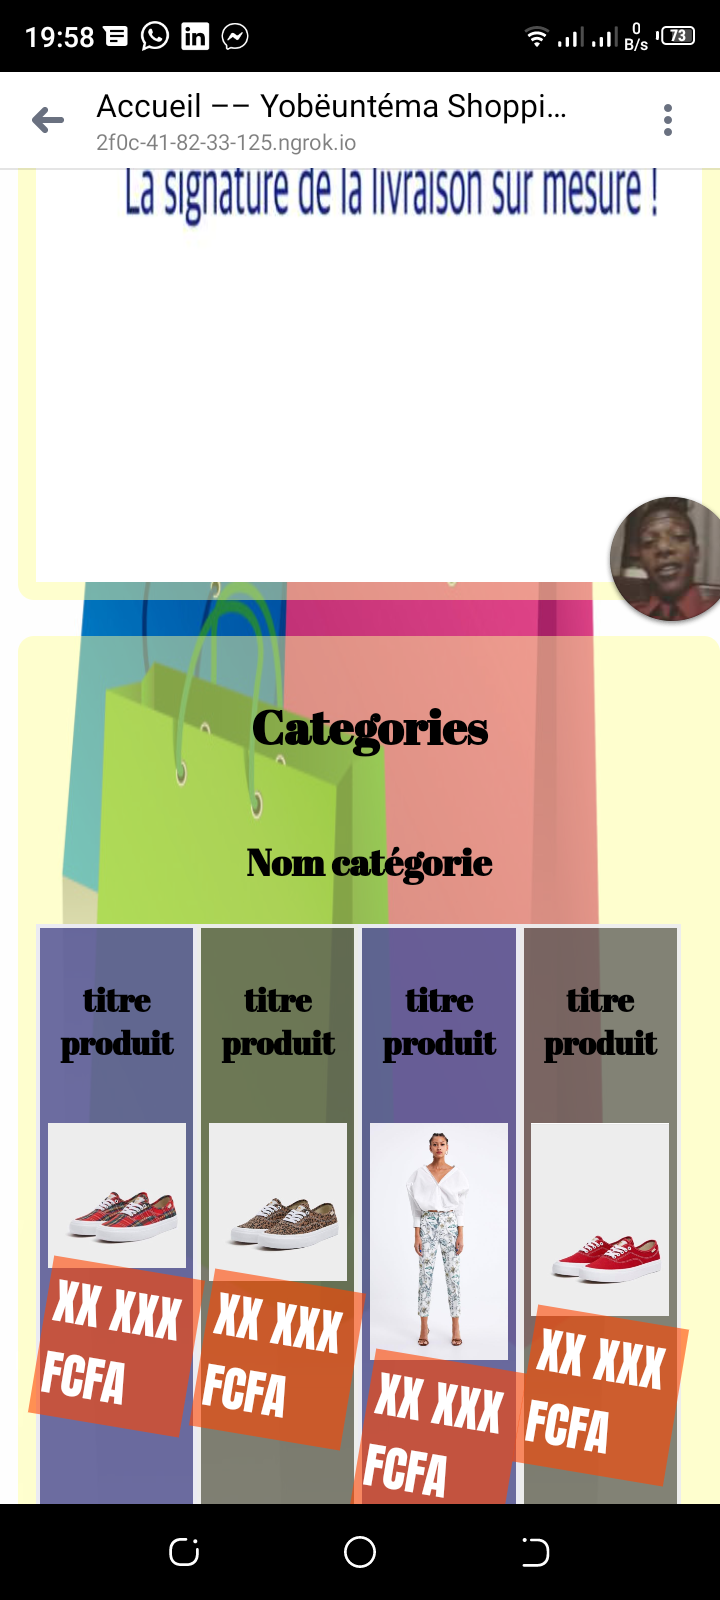 19:58
0
B/s
73
Accueil –– Yobëuntéma Shoppi...
2f0c-41-82-33-125.ngrok.io
La signature de la livraison sur mesure !
Categories
Nom catégorie
titre
produit
titre
produit
titre
produit
titre
produit
XX XXX
FCFA
XX XXX
FCFA
XX XXX
FCFA
XX XXX
FCFA